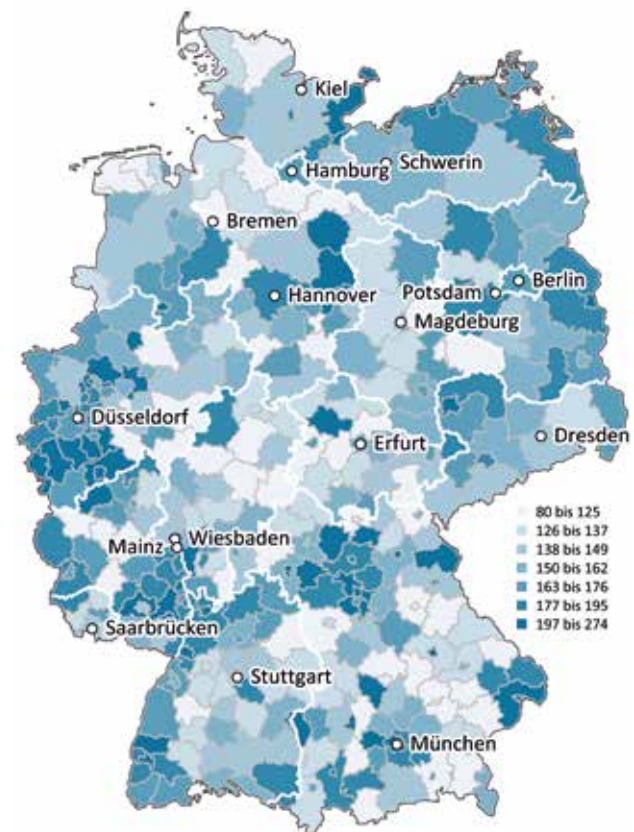 Kiel
Schwerin
Hamburg
Bremen
Berlin
Hannover
Potsdam
Magdeburg
Düsseldorf
Erfurt
Dresden
80 bis 125
126 bis 137
138 bis 149
150 bis 162
163 bis 176
177 bis 195
197 bis 274
Wiesbaden
Mainz
Saarbrücken
Stuttgart
München